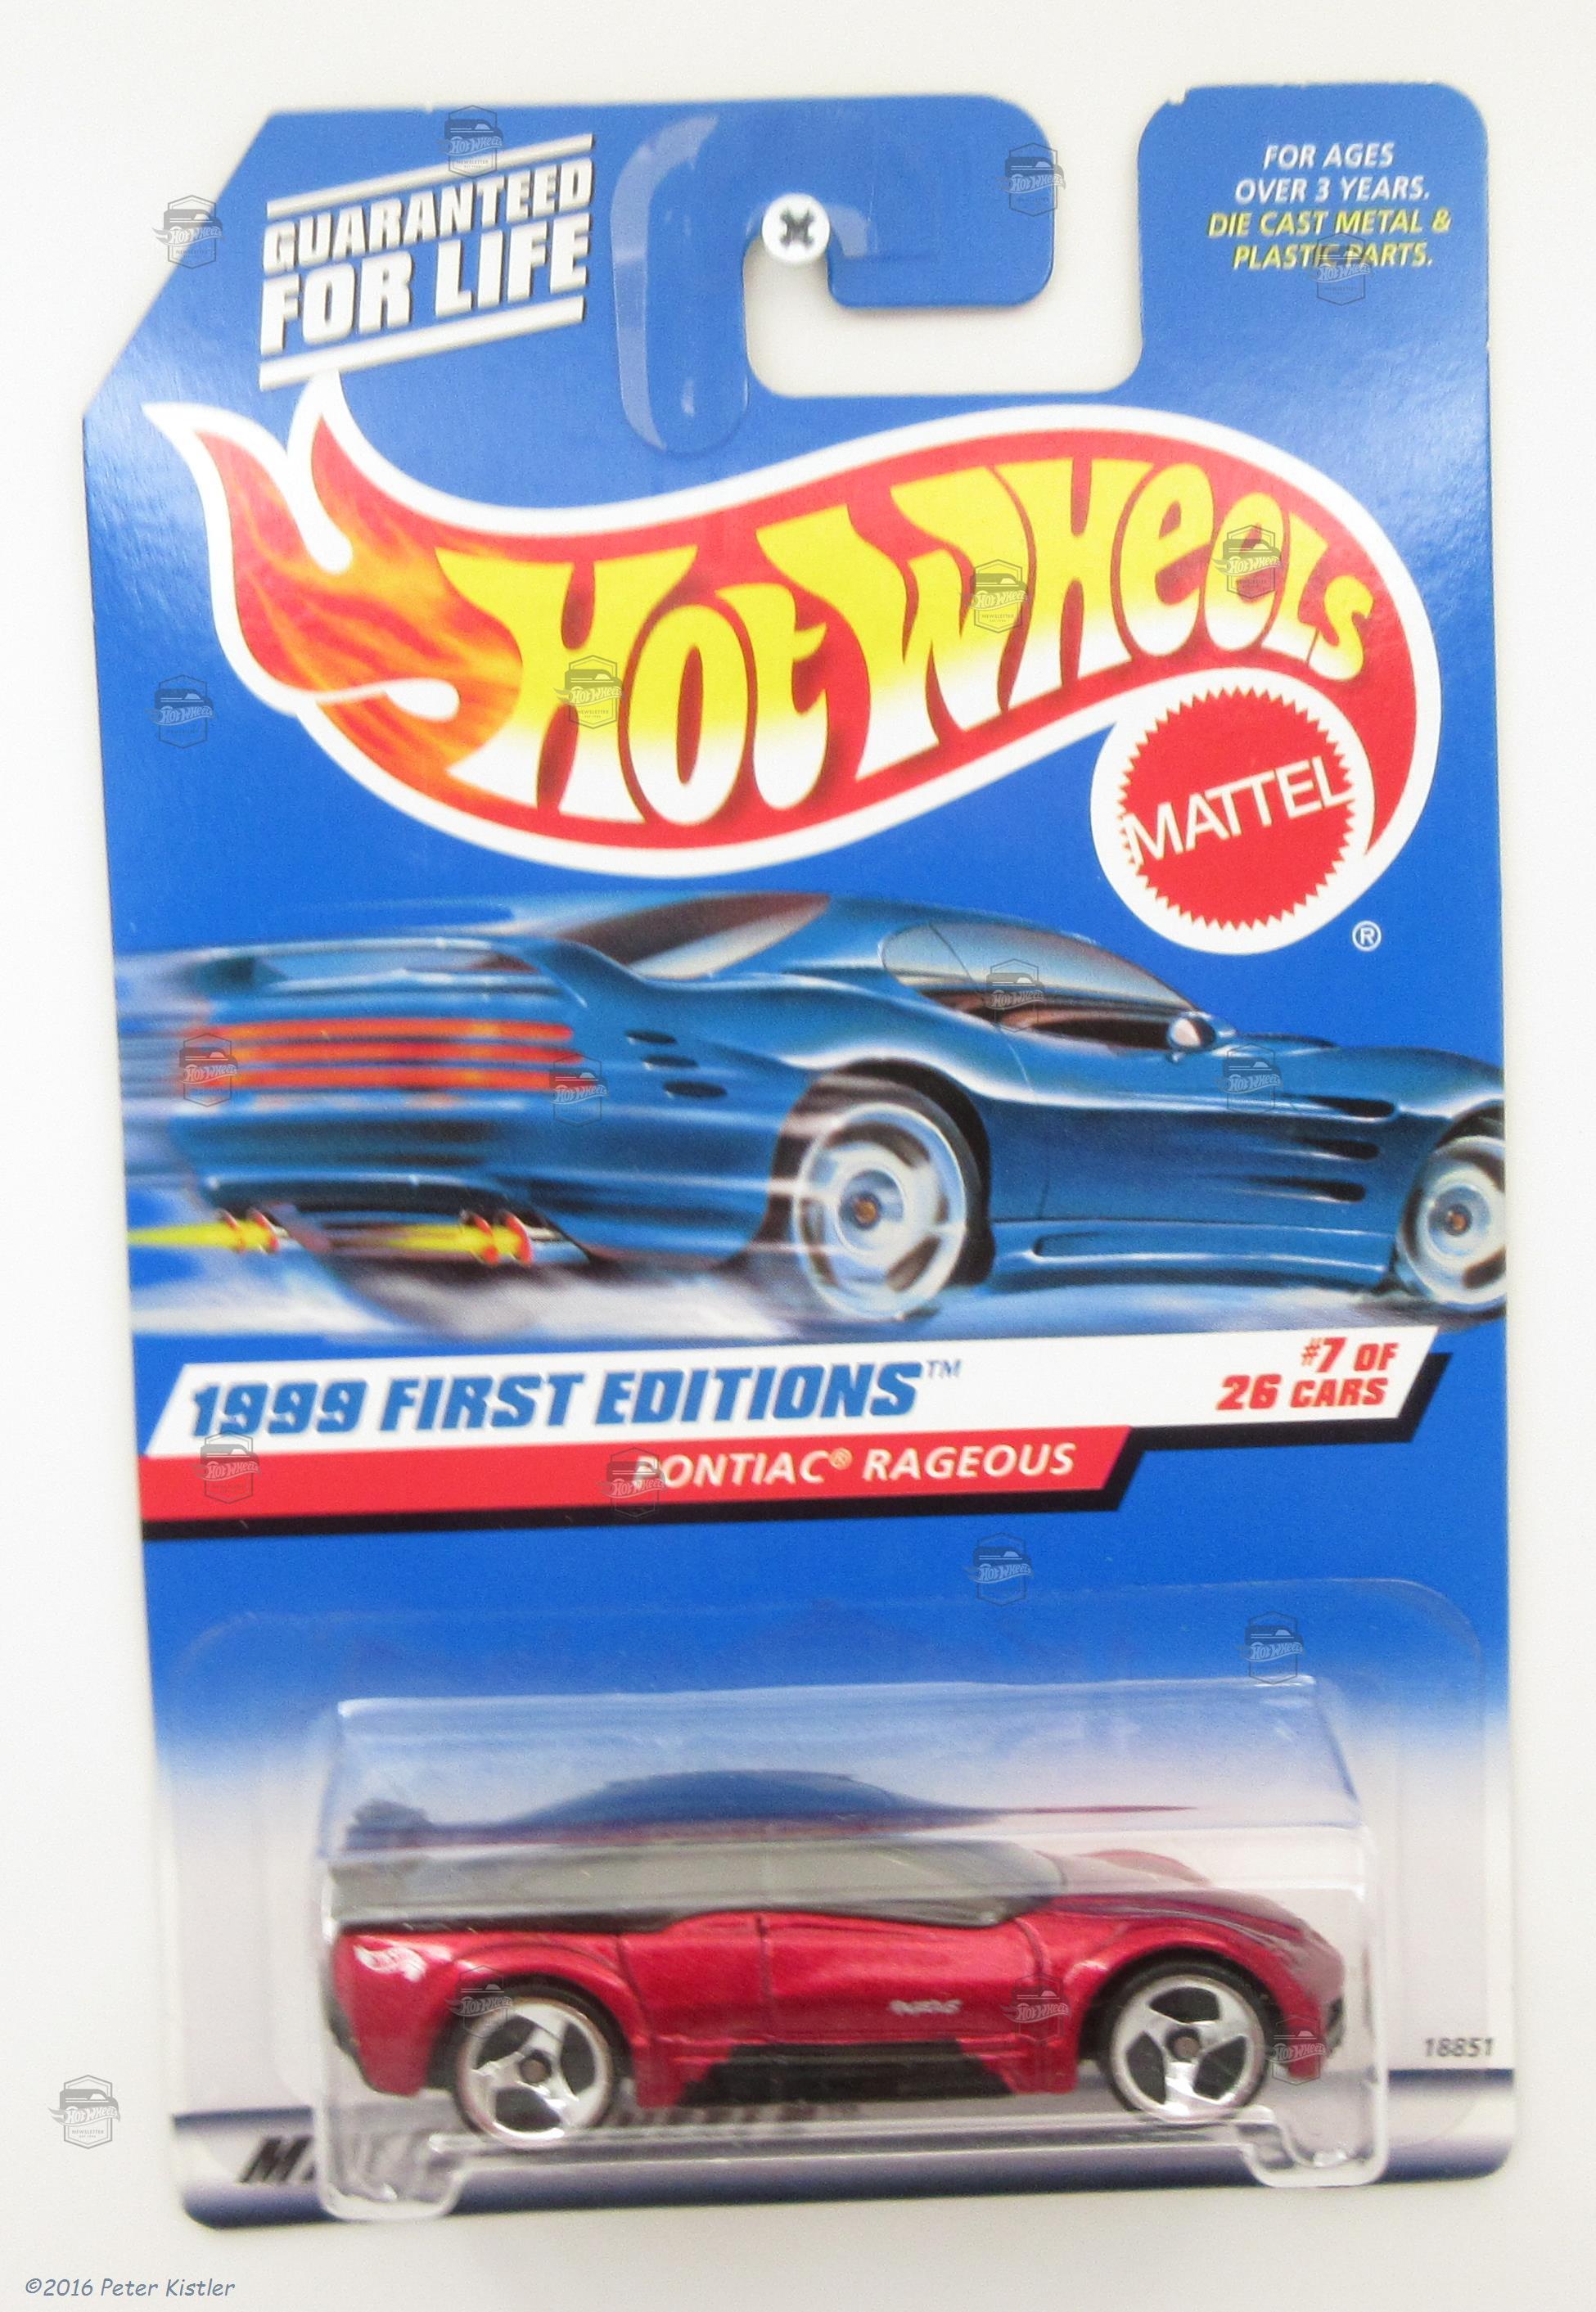 GUARANTEED
FOR LIFE
FOR AGES
OVER 3 YEARS.
DIE CAST METAL &
PLASTIC PARTS.
HOT WHEELS
MATTEL
®
1999 FIRST EDITIONS™
#7 OF
26 CARS
PONTIAC® RAGEOUS
18851
©2016 Peter Kistler